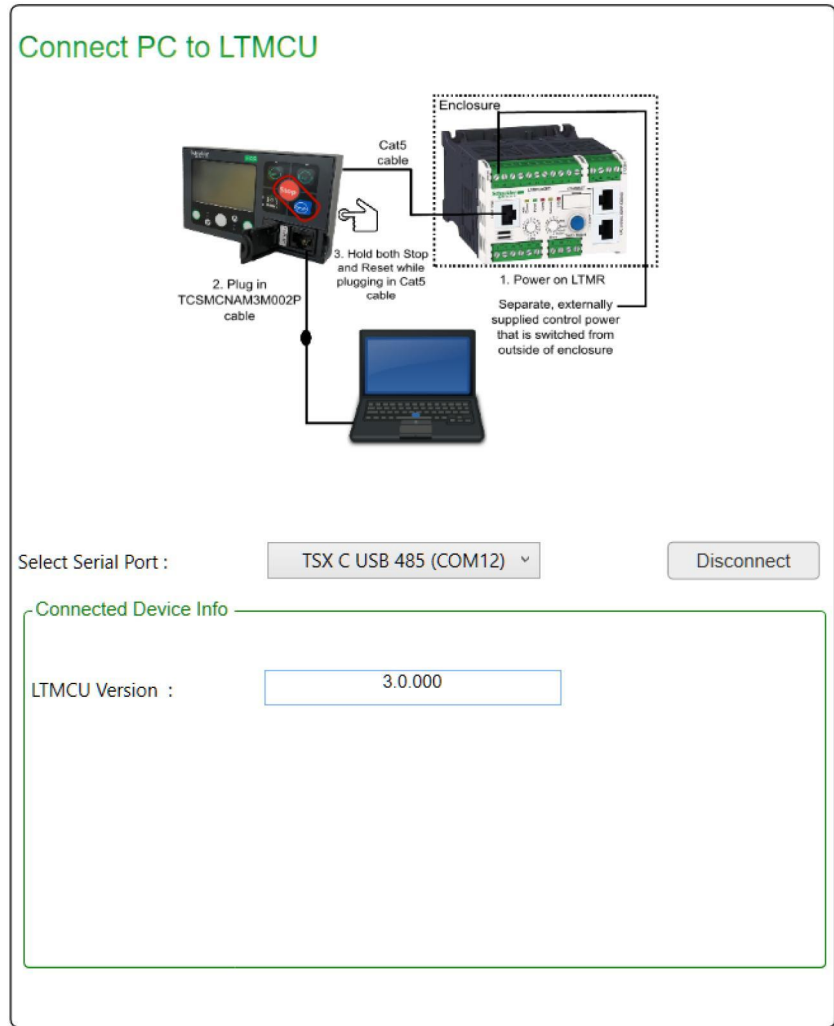 Connect PC to LTMCU
Enclosure
Cat5
cable
Stop
3. Hold both Stop
and Reset while
plugging in Cat5
cable
2. Plug in
TCSMCNAM3M002P
cable
1. Power on LTMR
Separate, externally
supplied control power
that is switched from
outside of enclosure
Select Serial Port :
TSX C USB 485 (COM12)
Disconnect
Connected Device Info
LTMCU Version :
3.0.000